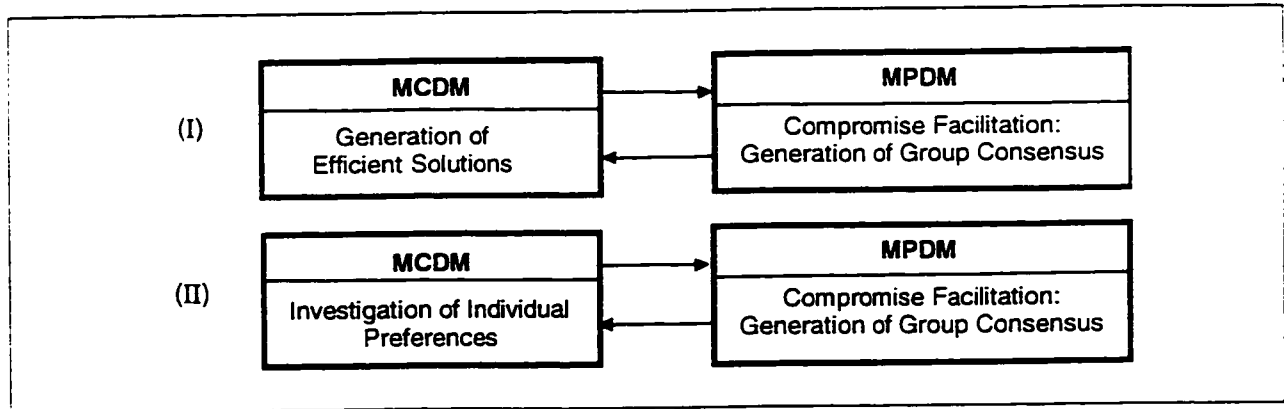 (I)
MCDM
Generation of
Efficient Solutions
MPDM
Compromise Facilitation:
Generation of Group Consensus
(II)
MCDM
Investigation of Individual
Preferences
MPDM
Compromise Facilitation:
Generation of Group Consensus